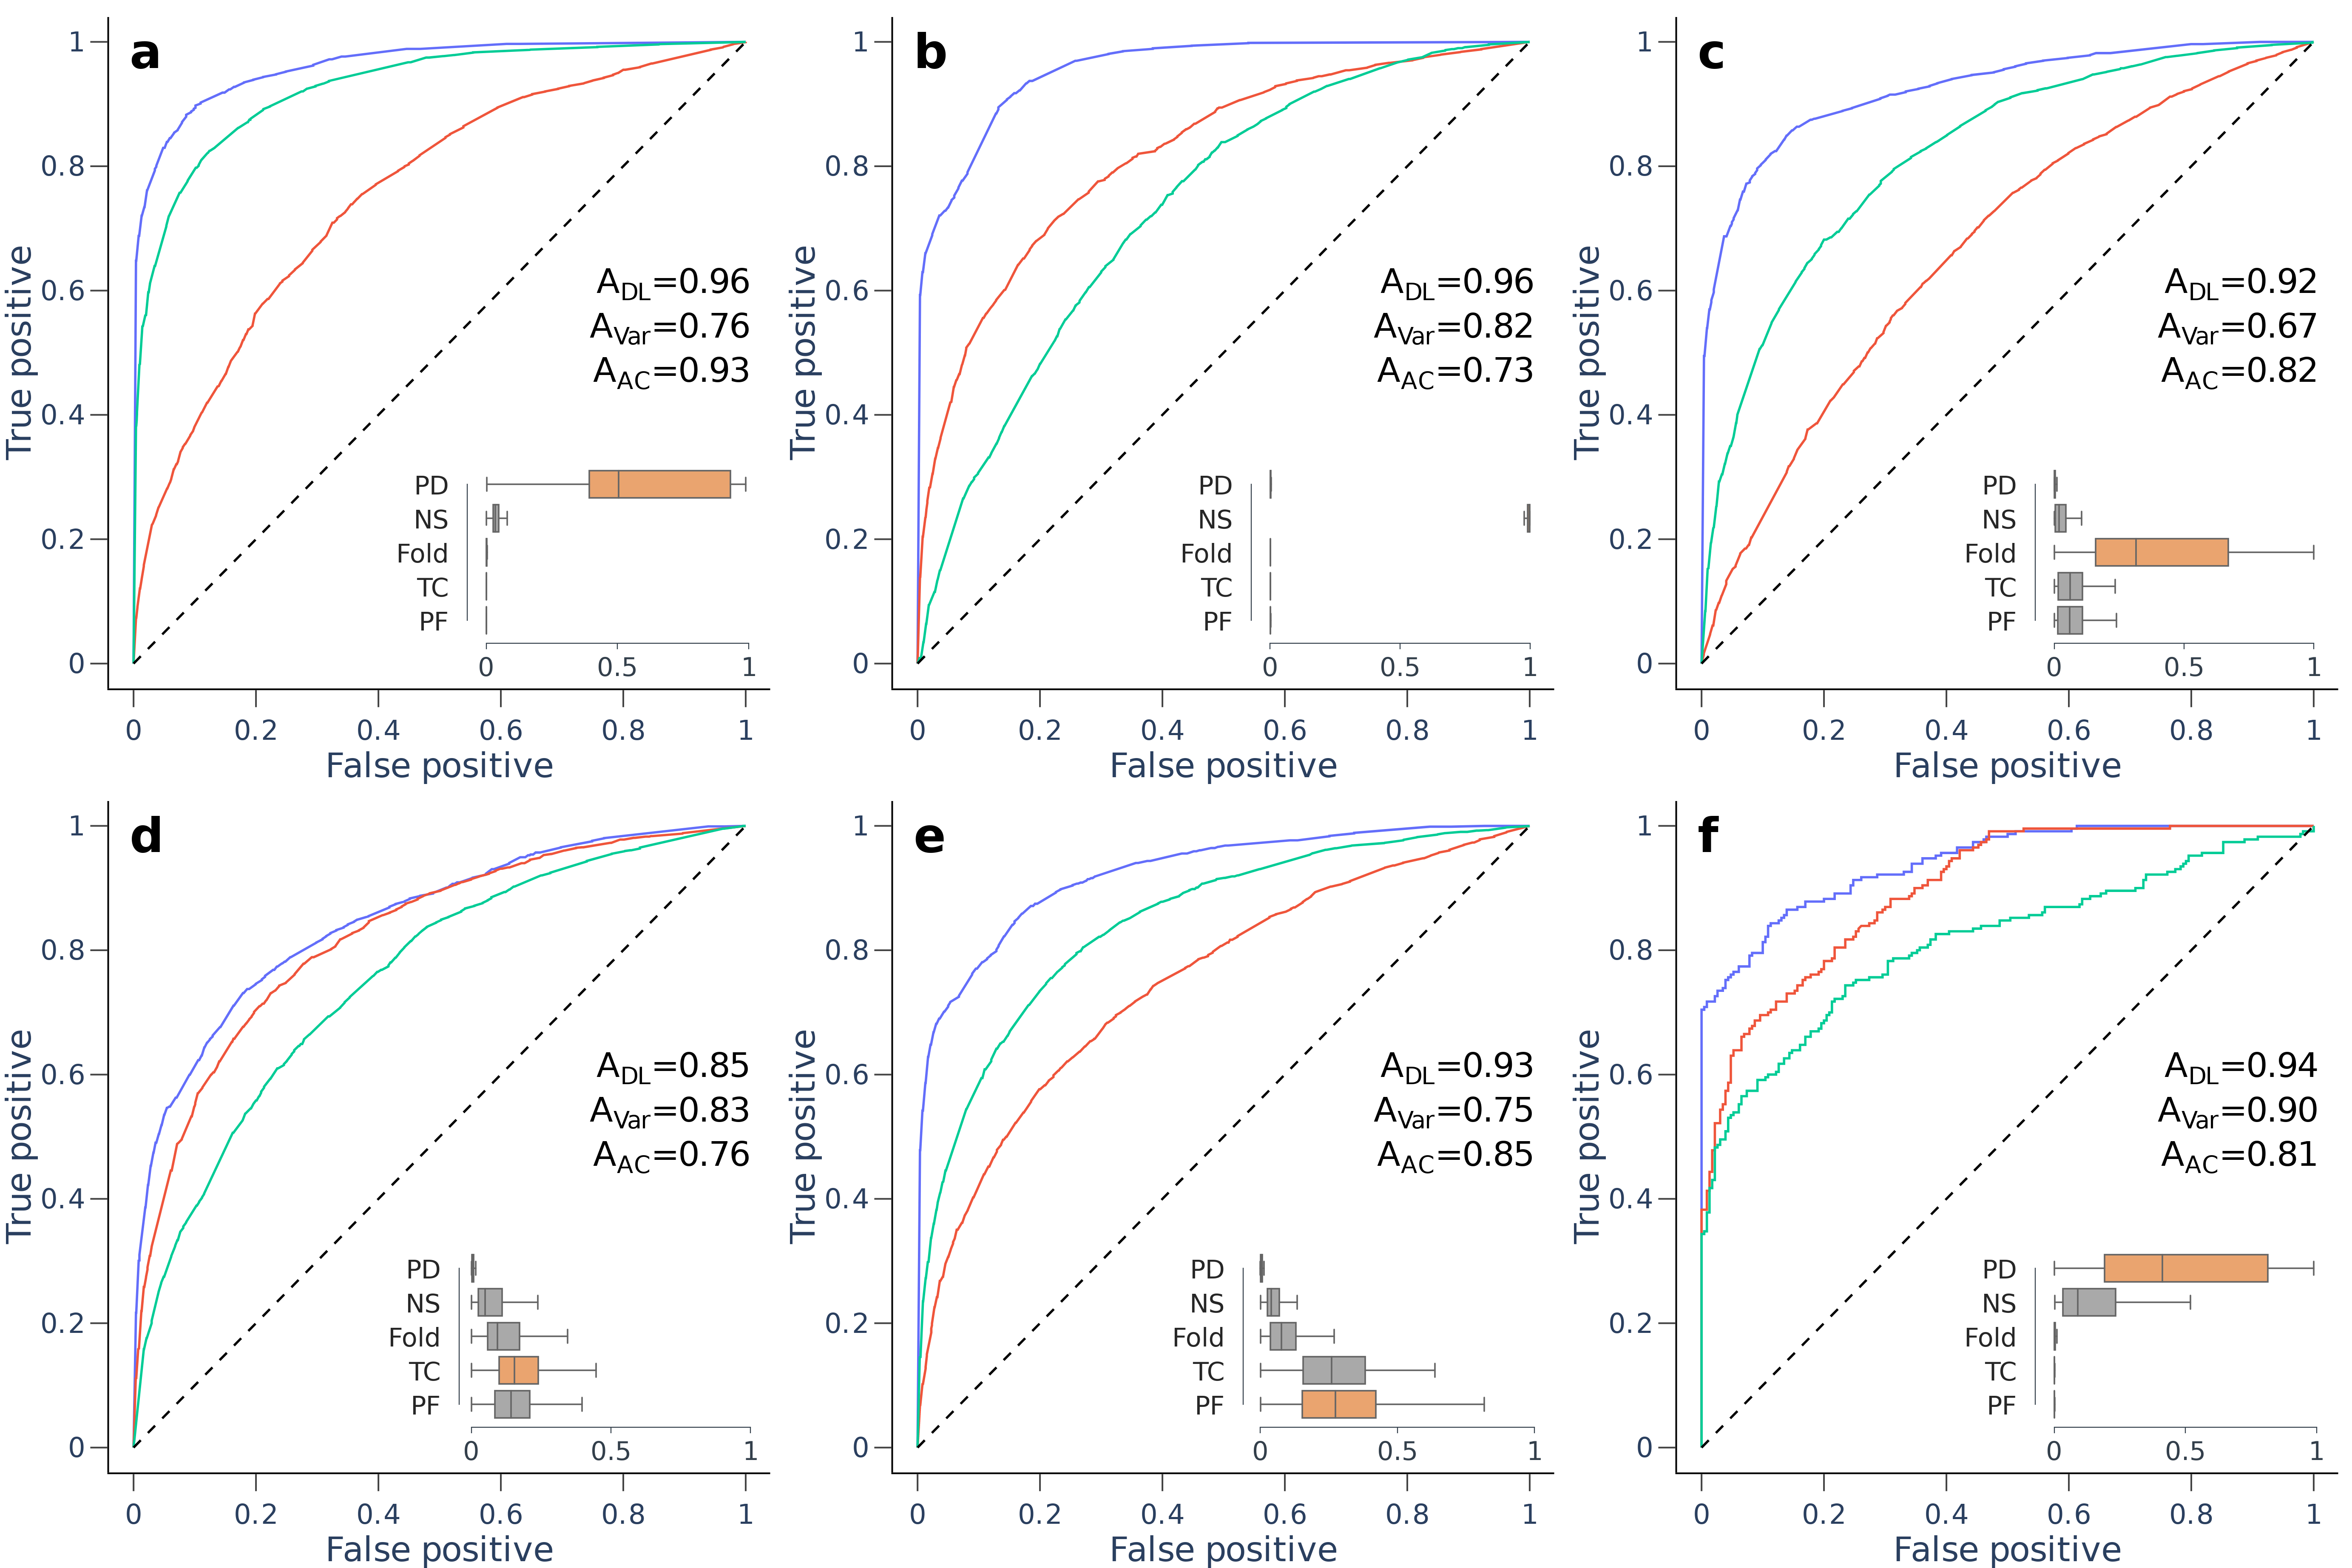 a
True positive
1
0.8
0.6
0.4
0.2
0
A_DL=0.96
A_Var=0.76
A_AC=0.93
PD
NS
Fold
TC
PF
0 0.5 1
0 0.2 0.4 0.6 0.8 1
False positive
b
True positive
1
0.8
0.6
0.4
0.2
0
A_DL=0.96
A_Var=0.82
A_AC=0.73
PD
NS
Fold
TC
PF
0 0.5 1
0 0.2 0.4 0.6 0.8 1
False positive
c
True positive
1
0.8
0.6
0.4
0.2
0
A_DL=0.92
A_Var=0.67
A_AC=0.82
PD
NS
Fold
TC
PF
0 0.5 1
0 0.2 0.4 0.6 0.8 1
False positive
d
True positive
1
0.8
0.6
0.4
0.2
0
A_DL=0.85
A_Var=0.83
A_AC=0.76
PD
NS
Fold
TC
PF
0 0.5 1
0 0.2 0.4 0.6 0.8 1
False positive
e
True positive
1
0.8
0.6
0.4
0.2
0
A_DL=0.93
A_Var=0.75
A_AC=0.85
PD
NS
Fold
TC
PF
0 0.5 1
0 0.2 0.4 0.6 0.8 1
False positive
f
True positive
1
0.8
0.6
0.4
0.2
0
A_DL=0.94
A_Var=0.90
A_AC=0.81
PD
NS
Fold
TC
PF
0 0.5 1
0 0.2 0.4 0.6 0.8 1
False positive